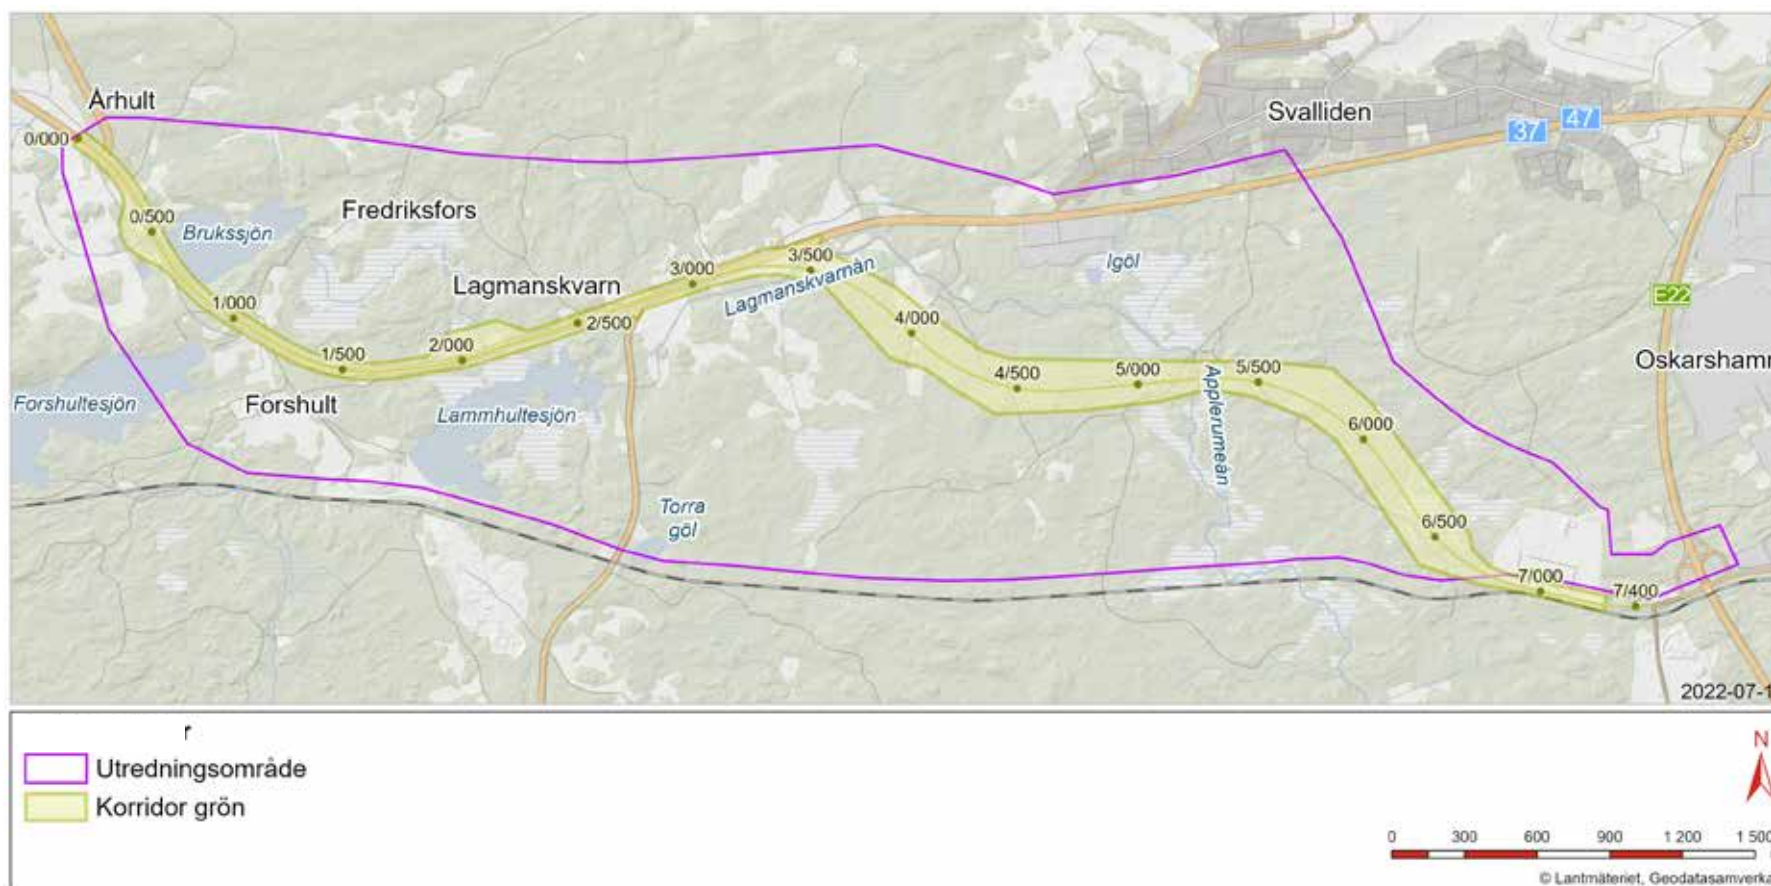 Århult
Svalliden
37
47
0/000
Fredriksfors
0/500
Brukssjön
3/500
Igöl
3/000
Lagmanskvarn
Lagmanskvarnån
E22
1/000
2/500
4/000
2/000
1/500
Oskarshamn
4/500
5/000
5/500
Applerumeån
Forshultesjön
Forshult
Lammhultesjön
6/000
Torra
göl
6/500
7/000
7/400
2022-07-1
r
Utredningsområde
Korridor grön
N
0 300 600 900 1 200 1 500
© Lantmäteriet, Geodatasamverka